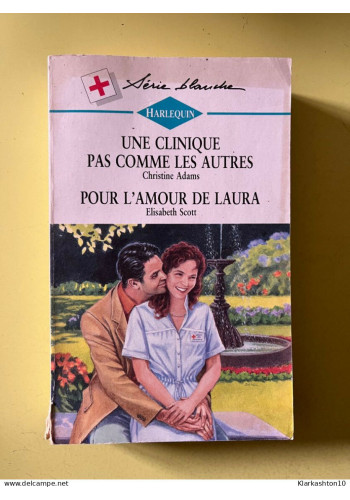 Série blanche
HARLEQUIN
UNE CLINIQUE
PAS COMME LES AUTRES
Christine Adams
POUR L'AMOUR DE LAURA
Elisabeth Scott
www.delcampe.net
Klarkashton10